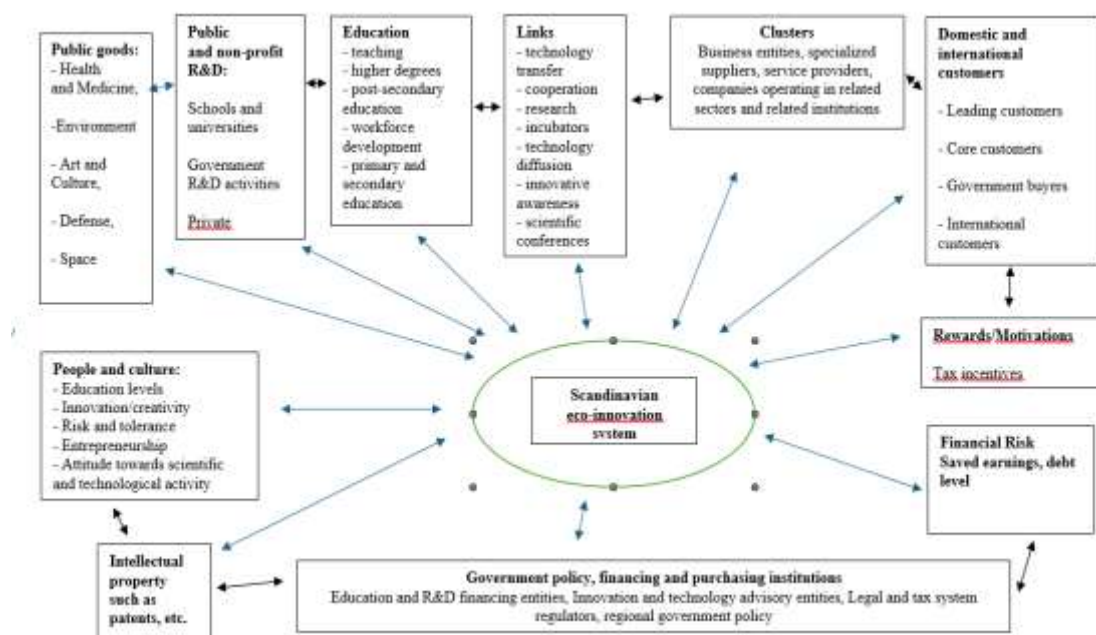 Public goods:
- Health
and Medicine,
-Environment
- Art and
Culture,
- Defense,
- Space
Public
and non-profit
R&D:
Schools and
universities
Government
R&D activities
Private
Education
- teaching
- higher degrees
- post-secondary
education
- workforce
development
- primary and
secondary
education
Links
- technology
transfer
- cooperation
- research
- incubators
- technology
diffusion
- innovative
awareness
- scientific
conferences
Clusters
Business entities, specialized
suppliers, service providers,
companies operating in related
sectors and related institutions
Domestic and
international
customers
- Leading customers
- Core customers
- Government buyers
- International
customers
Rewards/Motivations
Tax incentives
People and culture:
- Education levels
- Innovation/creativity
- Risk and tolerance
- Entrepreneurship
- Attitude towards scientific
and technological activity
Scandinavian
eco-innovation
system
Financial Risk
Saved earnings, debt
level
Intellectual
property
such as
patents, etc.
Government policy, financing and purchasing institutions
Education and R&D financing entities, Innovation and technology advisory entities, Legal and tax system
regulators, regional government policy